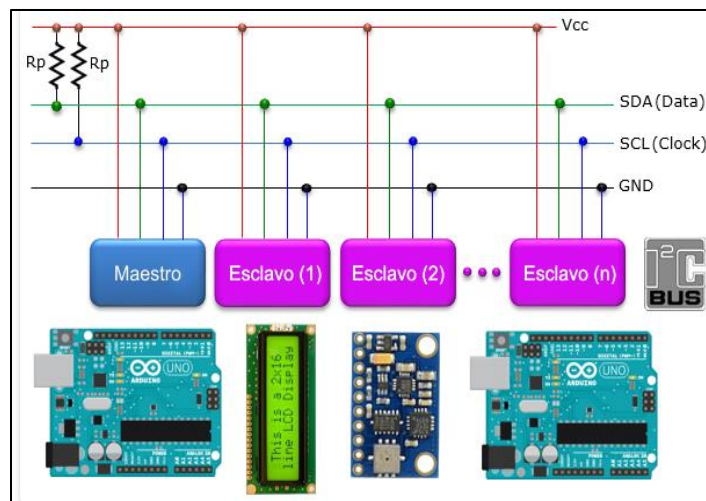 Vcc
Rp
Rp
SDA (Data)
SCL (Clock)
GND
Maestro
Esclavo (1)
Esclavo (2)
Esclavo (n)
I²C
BUS
This is a 2x16
line LCD Display
UNO
ARDUINO
UNO
ARDUINO